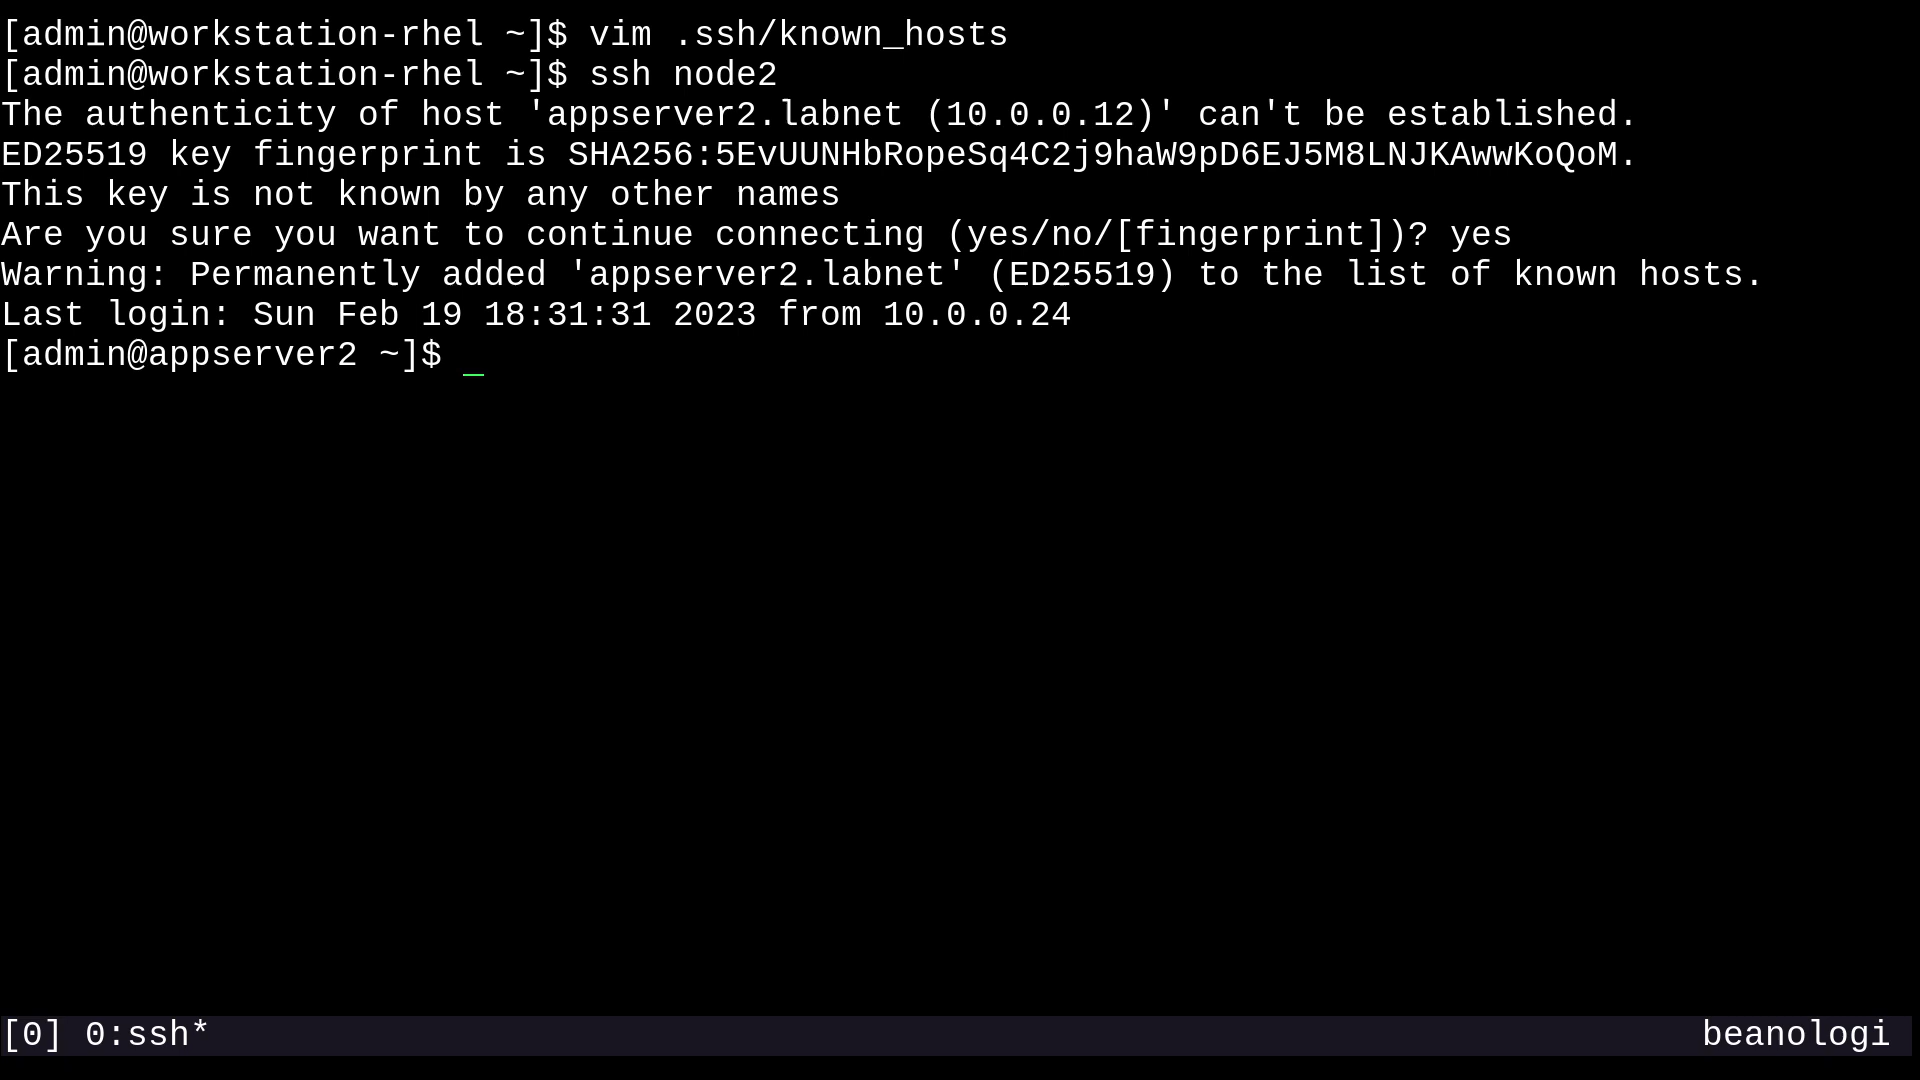 [admin@workstation-rhel ~]$ vim .ssh/known_hosts
[admin@workstation-rhel ~]$ ssh node2
The authenticity of host 'appserver2.labnet (10.0.0.12)' can't be established.
ED25519 key fingerprint is SHA256:5EvUUNHbRopeSq4C2j9haW9pD6EJ5M8LNJKAwwKoQoM.
This key is not known by any other names
Are you sure you want to continue connecting (yes/no/[fingerprint])? yes
Warning: Permanently added 'appserver2.labnet' (ED25519) to the list of known hosts.
Last login: Sun Feb 19 18:31:31 2023 from 10.0.0.24
[admin@appserver2 ~]$ _
[0] 0:ssh* beanologi